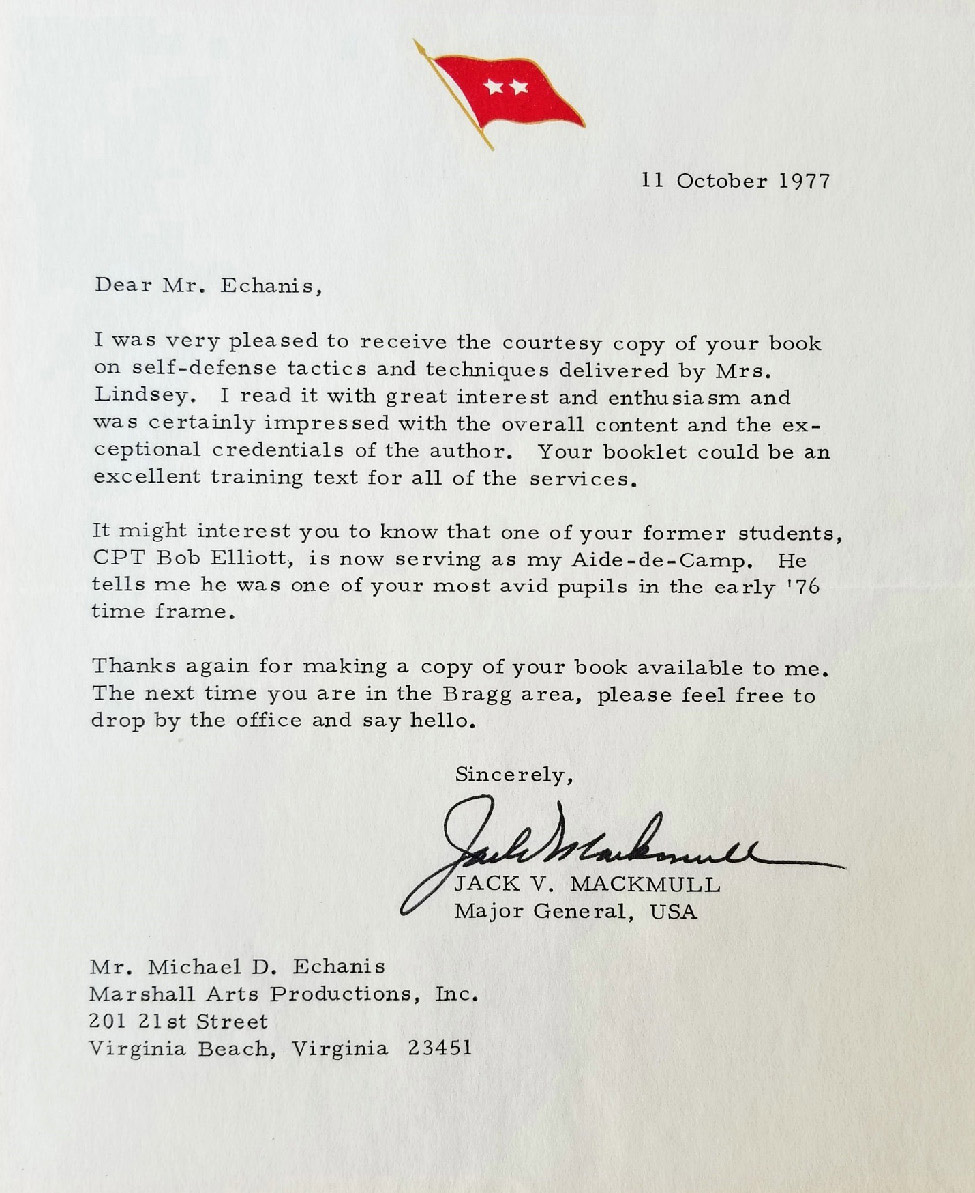 11 October 1977
Dear Mr. Echanis,
I was very pleased to receive the courtesy copy of your book
on self-defense tactics and techniques delivered by Mrs.
Lindsey.  I read it with great interest and enthusiasm and
was certainly impressed with the overall content and the ex-
ceptional credentials of the author.  Your booklet could be an
excellent training text for all of the services.
It might interest you to know that one of your former students,
CPT Bob Elliott, is now serving as my Aide-de-Camp.  He
tells me he was one of your most avid pupils in the early '76
time frame.
Thanks again for making a copy of your book available to me.
The next time you are in the Bragg area, please feel free to
drop by the office and say hello.
Sincerely,
Jack Mackmull
JACK V. MACKMULL
Major General, USA
Mr. Michael D. Echanis
Marshall Arts Productions, Inc.
201 21st Street
Virginia Beach, Virginia  23451